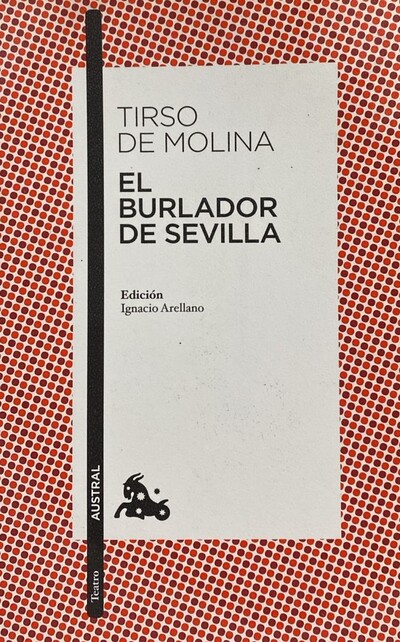 TIRSO
DE MOLINA
EL
BURLADOR
DE SEVILLA
Edición
Ignacio Arellano
AUSTRAL
Teatro